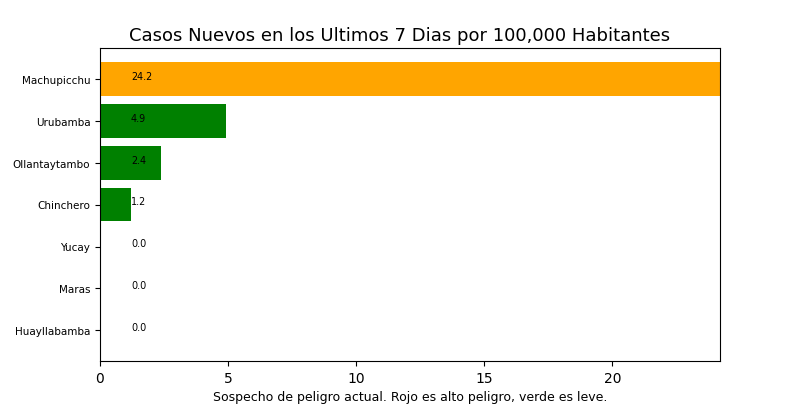 Casos Nuevos en los Ultimos 7 Dias por 100,000 Habitantes
Machupicchu 24.2
Urubamba 4.9
Ollantaytambo 2.4
Chinchero 1.2
Yucay 0.0
Maras 0.0
Huayllabamba 0.0
0 5 10 15 20
Sospecho de peligro actual. Rojo es alto peligro, verde es leve.